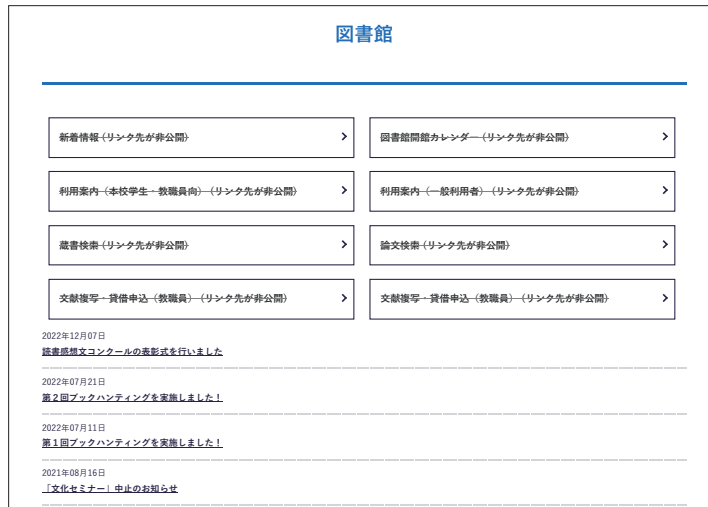 図書館
新着情報（リンク先が非公開）
図書館開館カレンダー（リンク先が非公開）
利用案内（本校学生・教職員向）（リンク先が非公開）
利用案内（一般利用者）（リンク先が非公開）
蔵書検索（リンク先が非公開）
論文検索（リンク先が非公開）
文献複写・貸借申込（教職員）（リンク先が非公開）
文献複写・貸借申込（教職員）（リンク先が非公開）
2022年12月07日
読書感想文コンクールの表彰式を行いました
2022年07月21日
第２回ブックハンティングを実施しました！
2022年07月11日
第１回ブックハンティングを実施しました！
2021年08月16日
「文化セミナー」中止のお知らせ